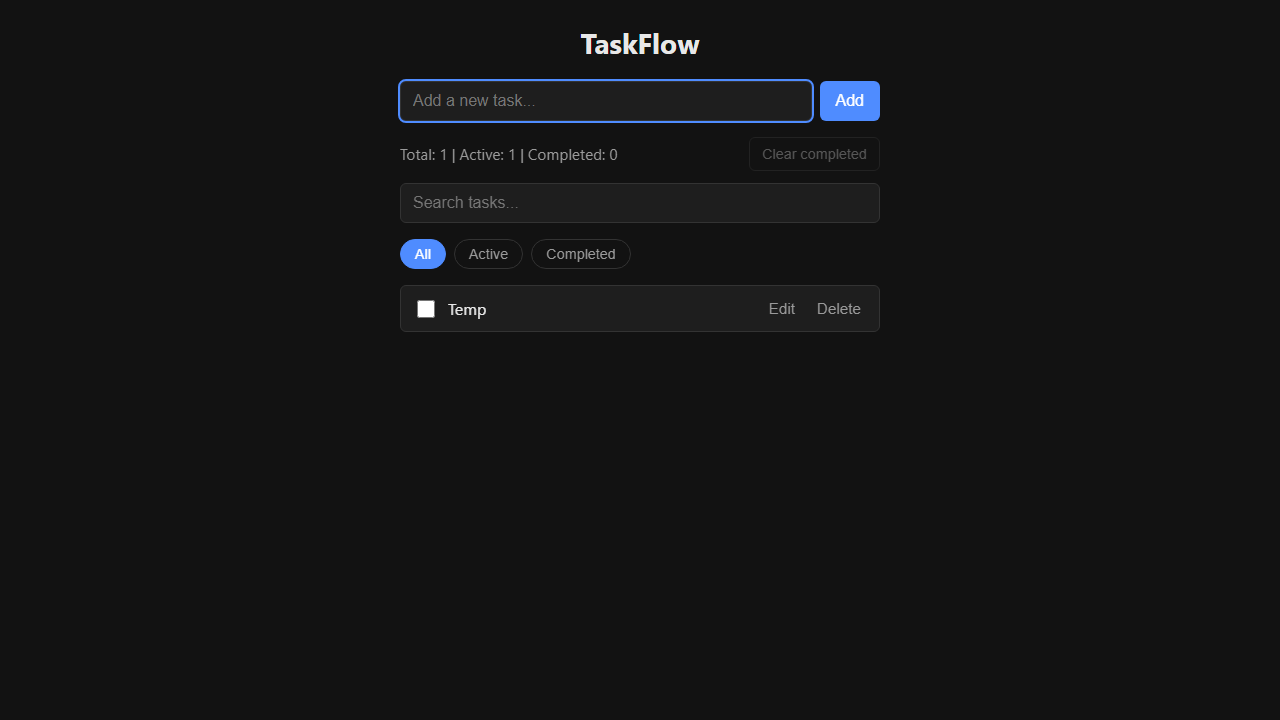 TaskFlow
Add a new task...
Add
Total: 1 | Active: 1 | Completed: 0
Clear completed
Search tasks...
All
Active
Completed
Temp
Edit
Delete